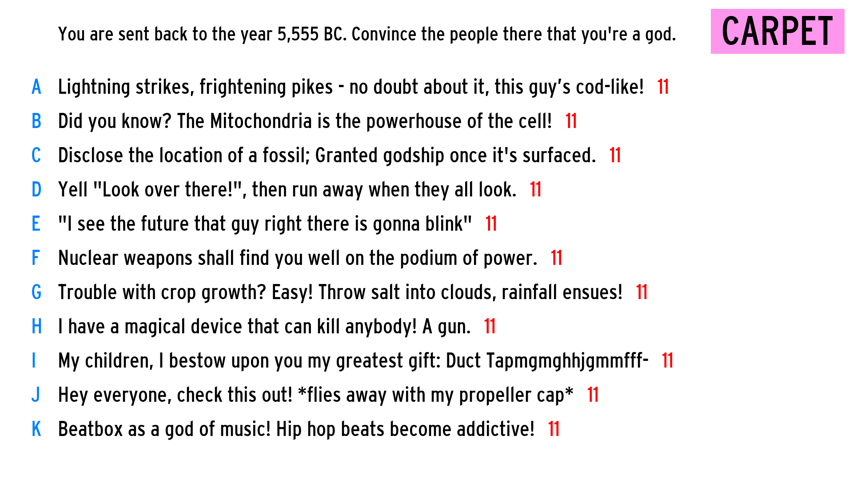 You are sent back to the year 5,555 BC. Convince the people there that you're a god.
CARPET
A Lightning strikes, frightening pikes - no doubt about it, this guy’s cod-like! 11
B Did you know? The Mitochondria is the powerhouse of the cell! 11
C Disclose the location of a fossil; Granted godship once it's surfaced. 11
D Yell "Look over there!", then run away when they all look. 11
E "I see the future that guy right there is gonna blink" 11
F Nuclear weapons shall find you well on the podium of power. 11
G Trouble with crop growth? Easy! Throw salt into clouds, rainfall ensues! 11
H I have a magical device that can kill anybody! A gun. 11
I My children, I bestow upon you my greatest gift: Duct Tapmgmghhjgmmfff- 11
J Hey everyone, check this out! *flies away with my propeller cap* 11
K Beatbox as a god of music! Hip hop beats become addictive! 11